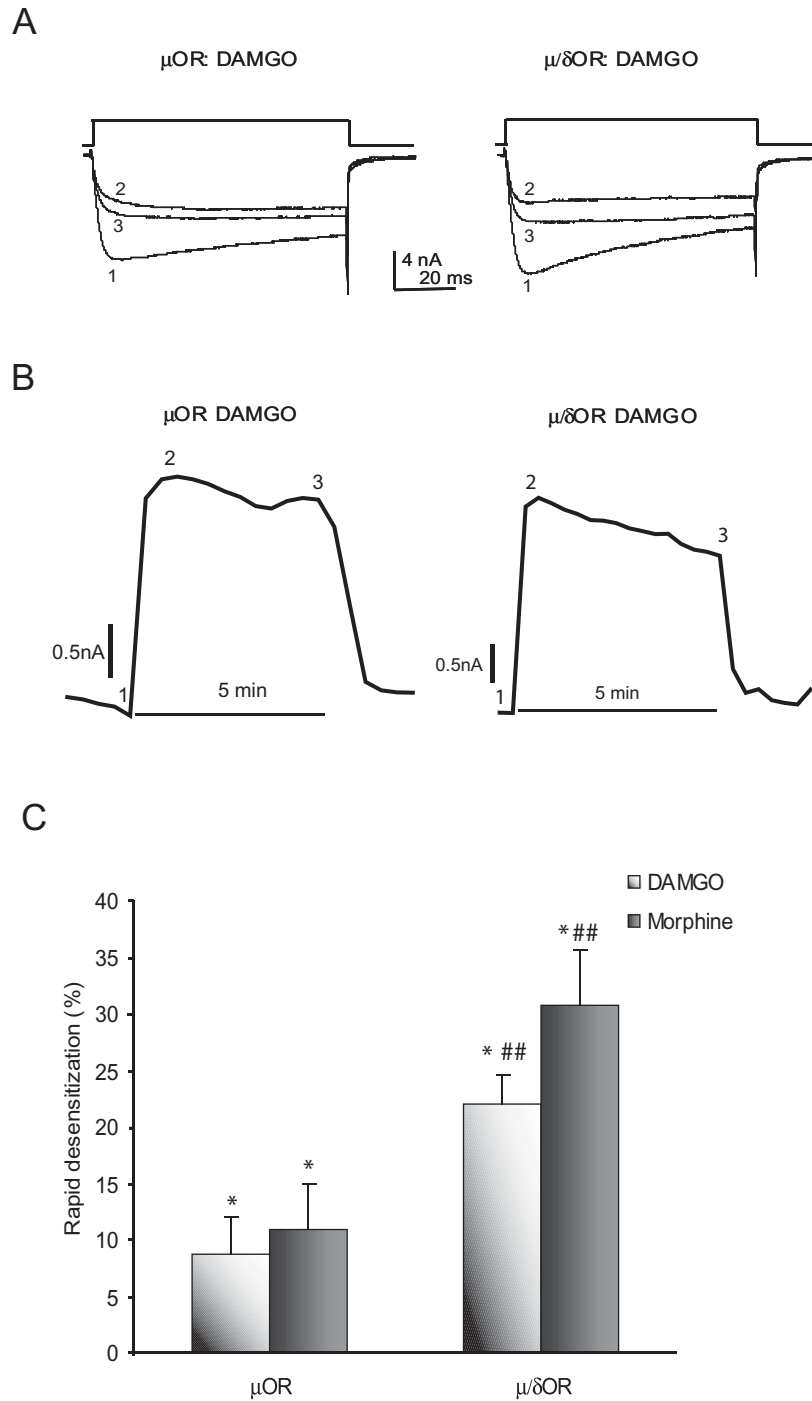 A
µOR: DAMGO
µ/δOR: DAMGO
2
3
1
4 nA
20 ms
2
3
1
B
µOR DAMGO
µ/δOR DAMGO
2
3
0.5nA
1
5 min
2
3
0.5nA
1
5 min
C
DAMGO
Morphine
Rapid desensitization (%)
40
35
30
25
20
15
10
5
0
*
*
* ##
*##
µOR
µ/δOR